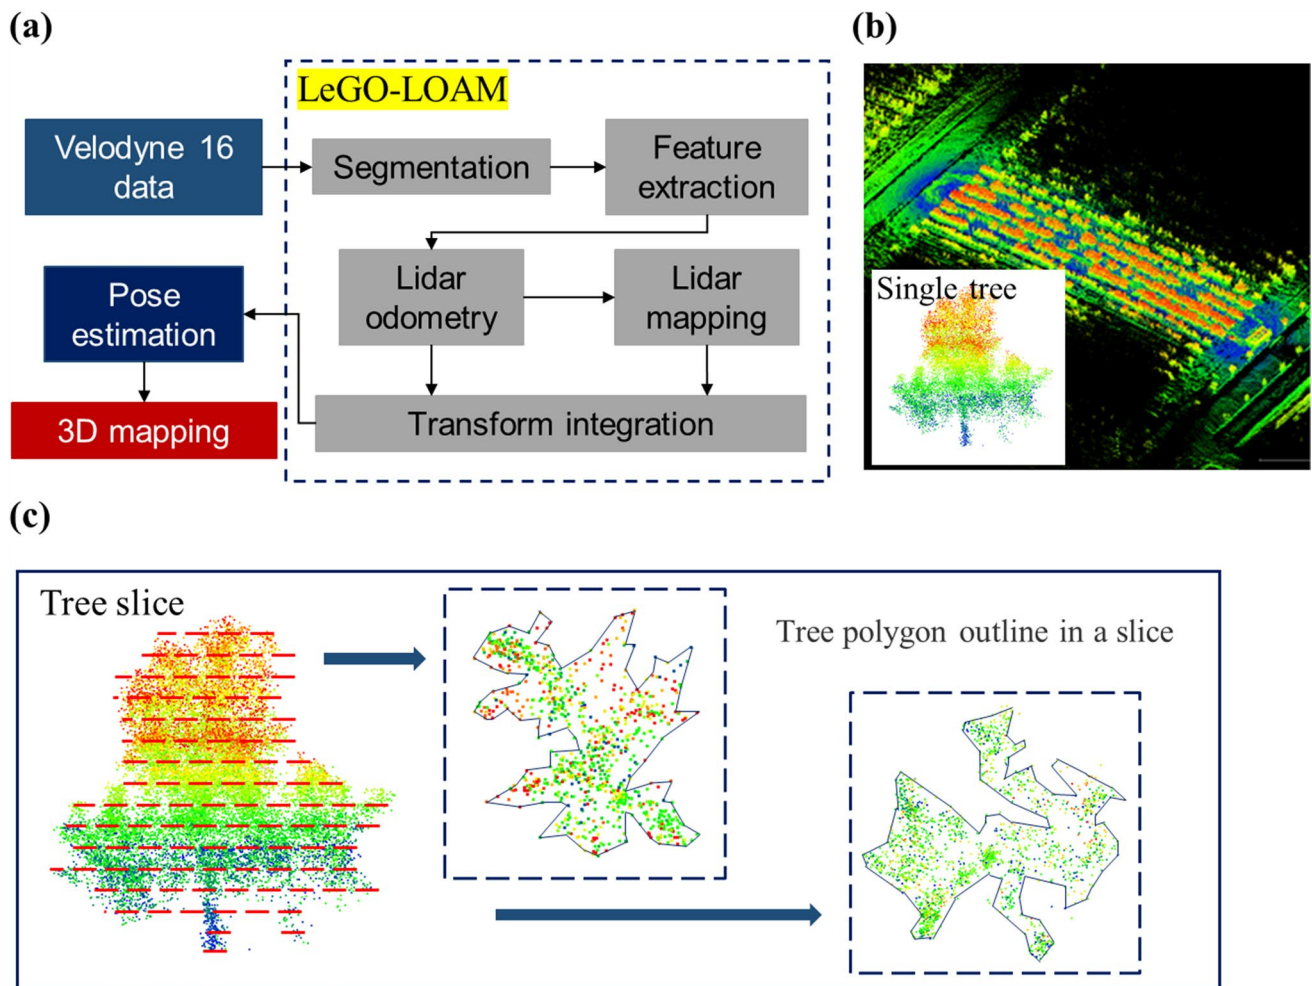 (a)
LeGO-LOAM
Velodyne 16
data
Segmentation
Feature
extraction
Lidar
odometry
Lidar
mapping
Pose
estimation
Transform integration
3D mapping
(b)
Single tree
(c)
Tree slice
Tree polygon outline in a slice